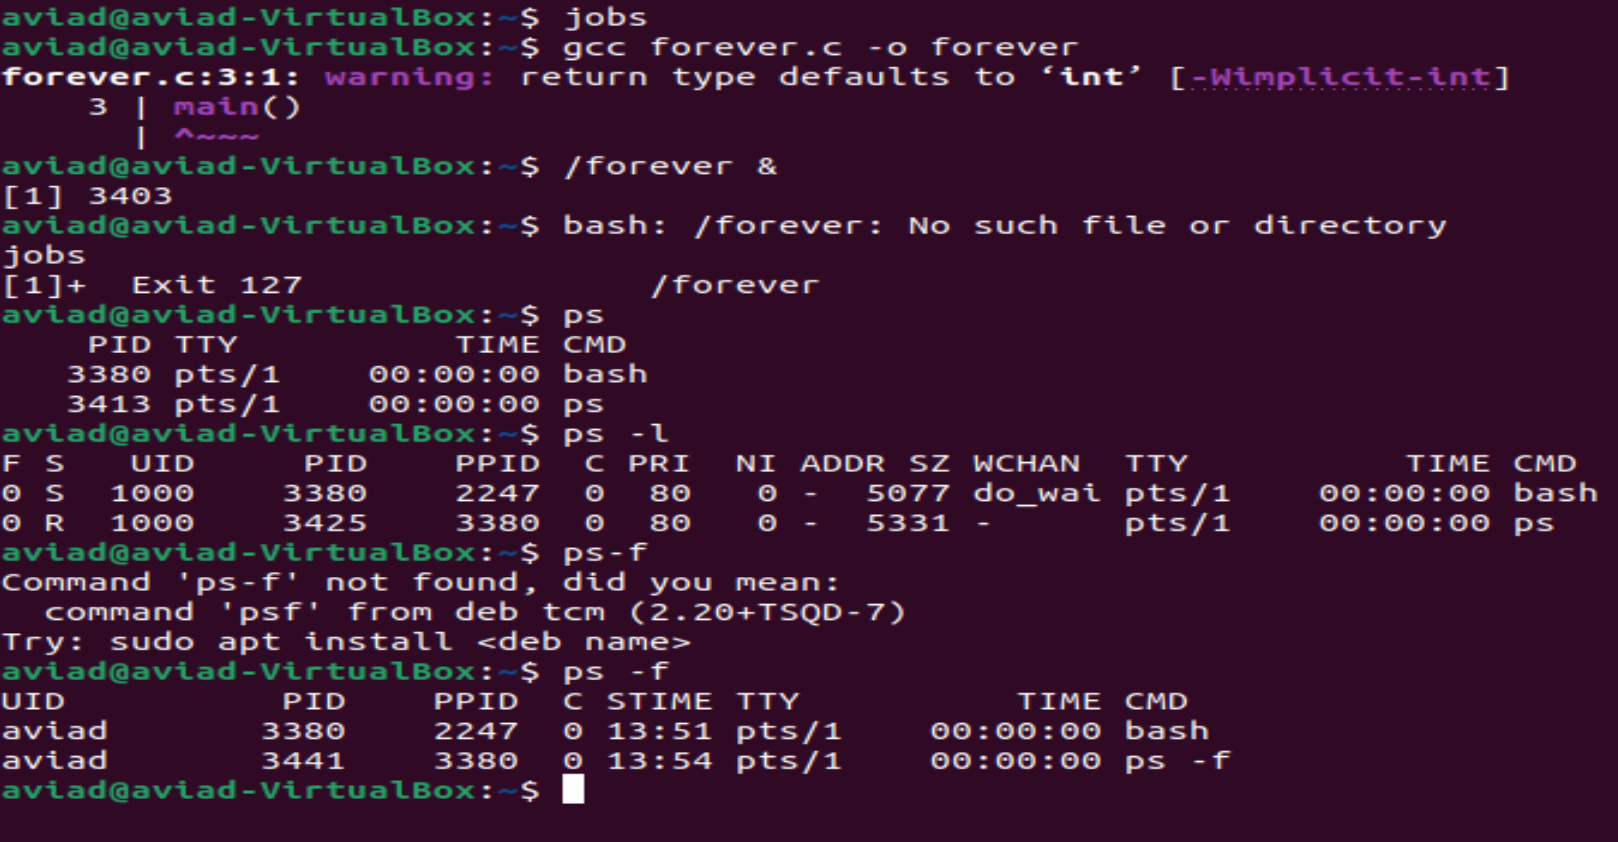 aviad@aviad-VirtualBox:~$ jobs
aviad@aviad-VirtualBox:~$ gcc forever.c -o forever
forever.c:3:1: warning: return type defaults to ‘int’ [-Wimplicit-int]
    3 | main()
      | ^~~~
aviad@aviad-VirtualBox:~$ /forever &
[1] 3403
aviad@aviad-VirtualBox:~$ bash: /forever: No such file or directory
jobs
[1]+  Exit 127                /forever
aviad@aviad-VirtualBox:~$ ps
    PID TTY          TIME CMD
   3380 pts/1    00:00:00 bash
   3413 pts/1    00:00:00 ps
aviad@aviad-VirtualBox:~$ ps -l
F S   UID     PID    PPID  C PRI  NI ADDR SZ WCHAN  TTY          TIME CMD
0 S  1000    3380    2247  0  80   0 -  5077 do_wai pts/1    00:00:00 bash
0 R  1000    3425    3380  0  80   0 -  5331 -      pts/1    00:00:00 ps
aviad@aviad-VirtualBox:~$ ps-f
Command 'ps-f' not found, did you mean:
  command 'psf' from deb tcm (2.20+TSQD-7)
Try: sudo apt install <deb name>
aviad@aviad-VirtualBox:~$ ps -f
UID          PID    PPID  C STIME TTY          TIME CMD
aviad       3380    2247  0 13:51 pts/1    00:00:00 bash
aviad       3441    3380  0 13:54 pts/1    00:00:00 ps -f
aviad@aviad-VirtualBox:~$